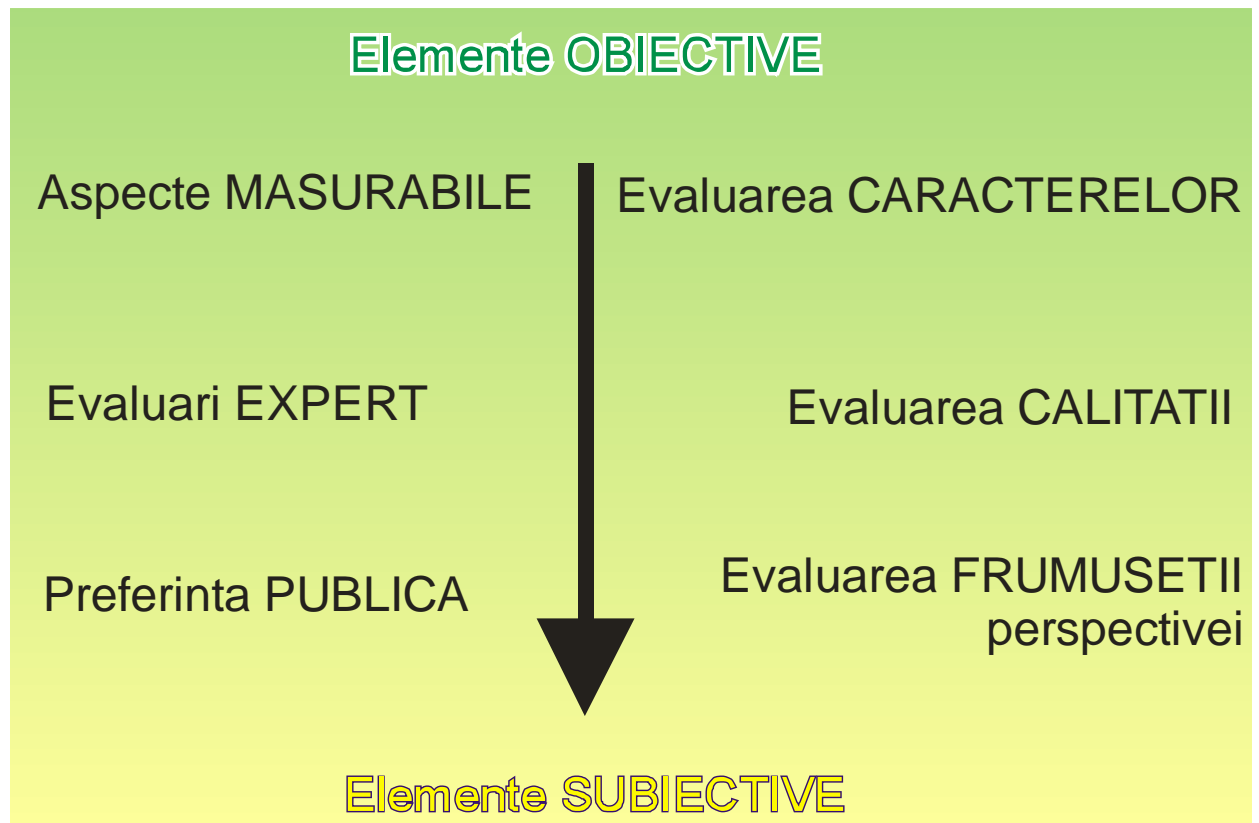 Elemente OBIECTIVE
Aspecte MASURABILE
Evaluarea CARACTERELOR
Evaluari EXPERT
Evaluarea CALITATII
Preferinta PUBLICA
Evaluarea FRUMUSETII
perspectivei
Elemente SUBIECTIVE